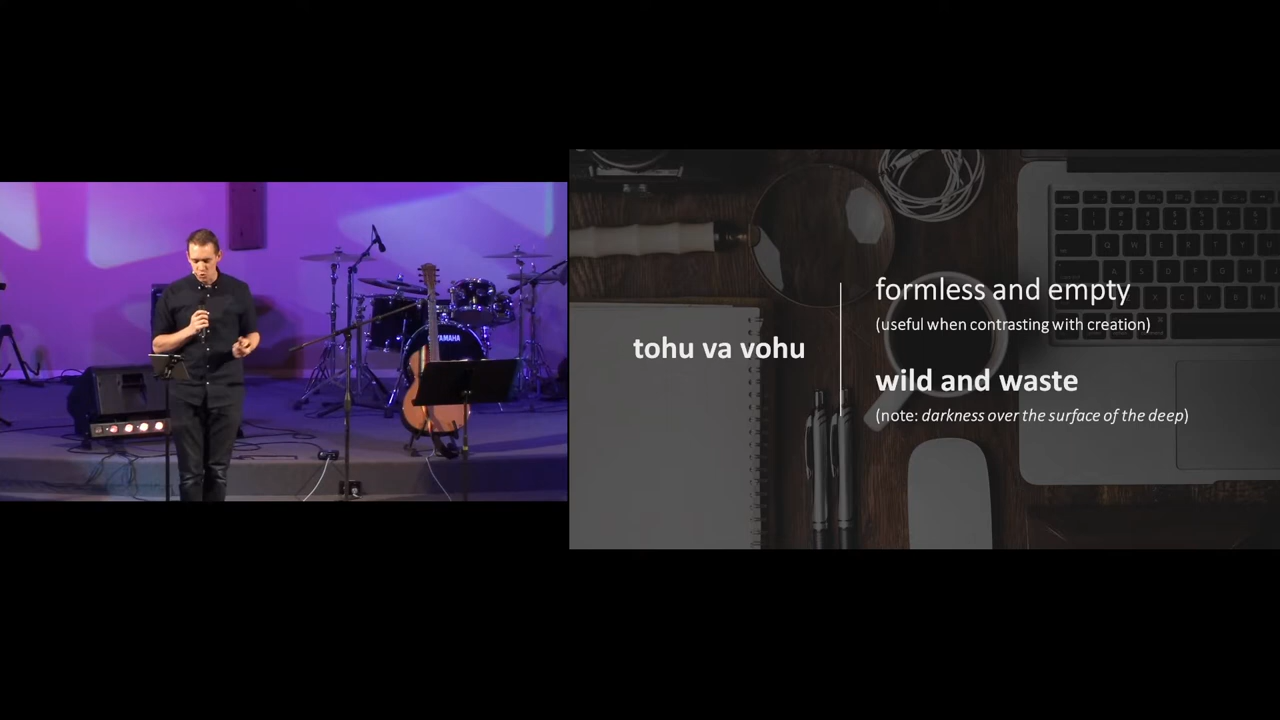 YAMAHA
tohu va vohu
formless and empty
(useful when contrasting with creation)
wild and waste
(note: darkness over the surface of the deep)